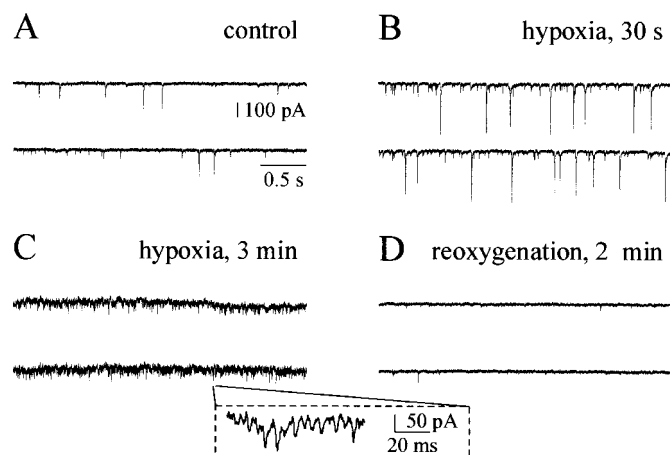 A control
B hypoxia, 30 s
100 pA
0.5 s
C hypoxia, 3 min
D reoxygenation, 2 min
50 pA
20 ms